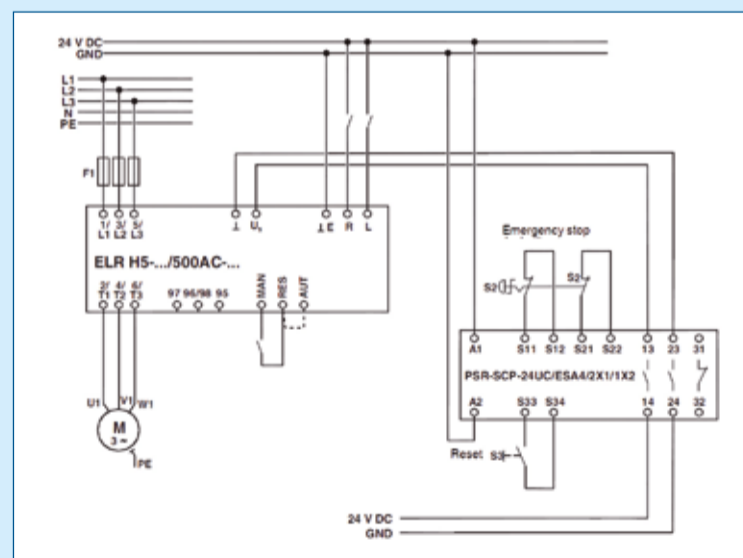 24 V DC
GND
L1
L2
L3
N
PE
F1
1/ 3/ 5/
L1 L2 L3
⊥ Us ⊥E R L
ELR H5-.../500AC-...
2/ 4/ 6/
T1 T2 T3
97 96/98 95
MAN RES AUT
U1 V1 W1
M
3 ~
PE
Emergency stop
S2 S2
A1 S11 S12 S21 S22 13 23 31
PSR-SCP-24UC/ESA4/2X1/1X2
A2 S33 S34 14 24 32
Reset S3
24 V DC
GND